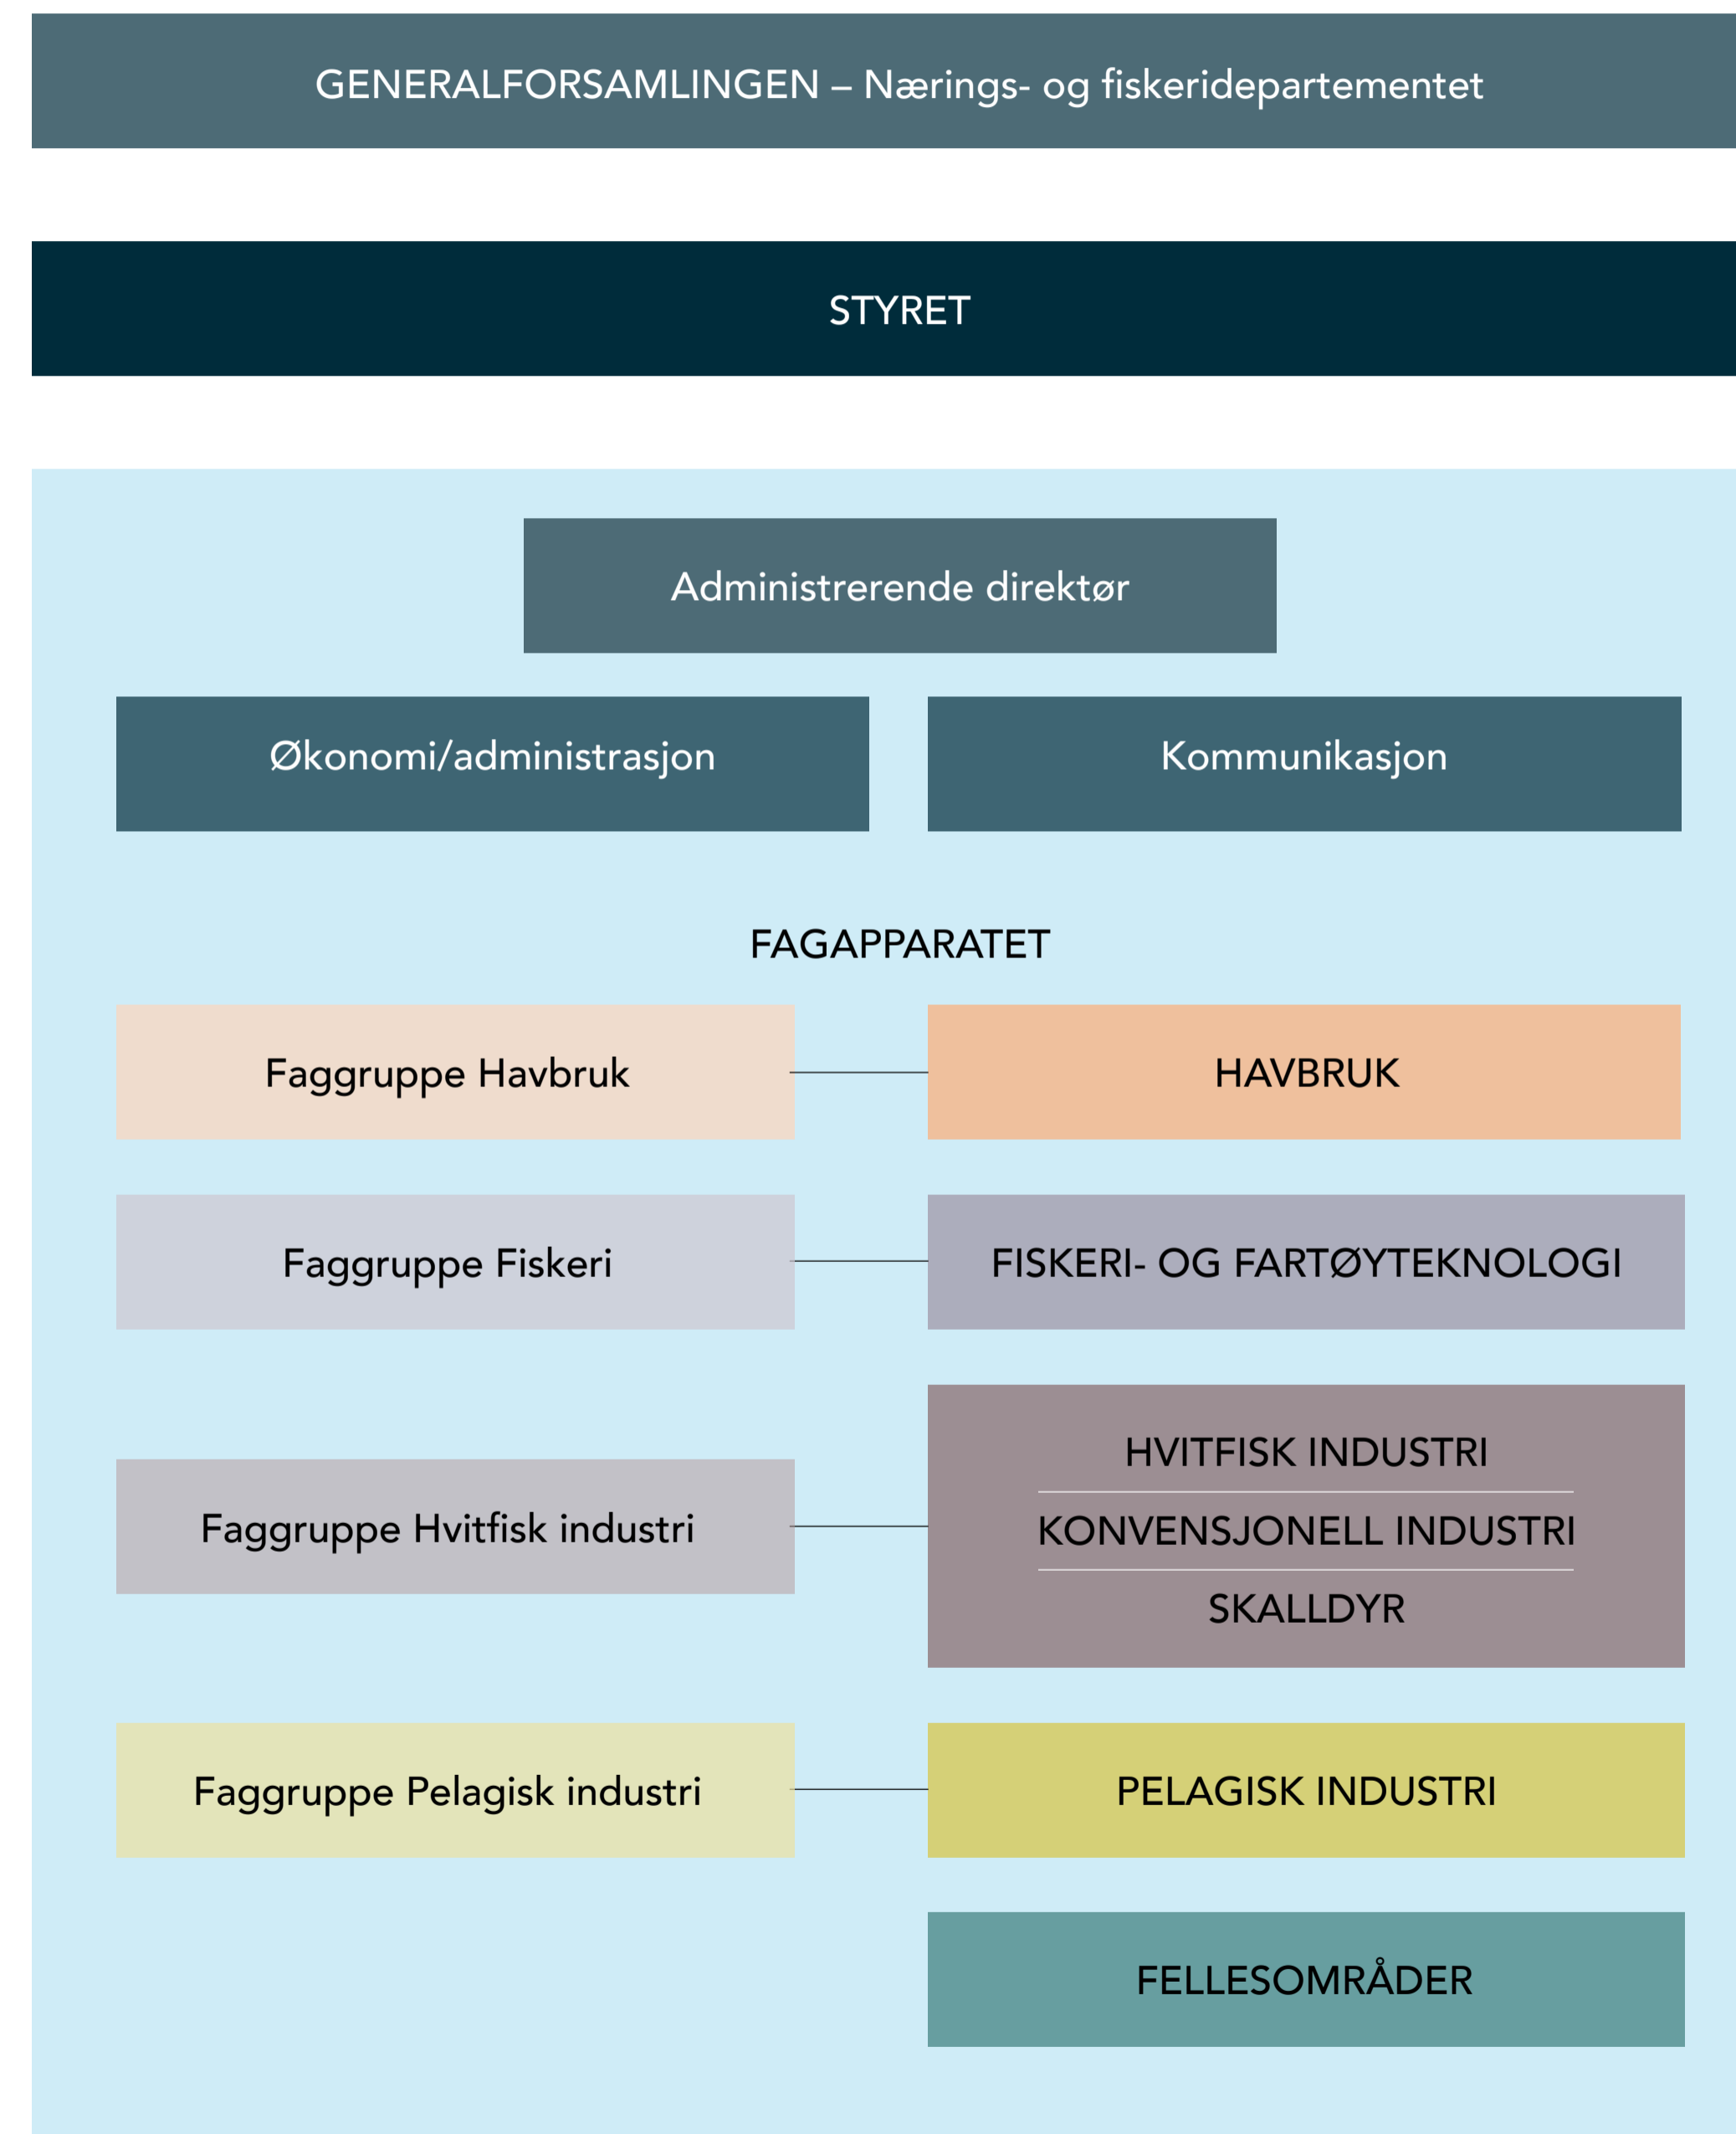 GENERALFORSAMLINGEN – Nærings- og fiskeridepartementet
STYRET
Administrerende direktør
Økonomi/administrasjon
Kommunikasjon
FAGAPPARATET
Faggruppe Havbruk
HAVBRUK
Faggruppe Fiskeri
FISKERI- OG FARTØYTEKNOLOGI
Faggruppe Hvitfisk industri
HVITFISK INDUSTRI
KONVENSJONELL INDUSTRI
SKALLDYR
Faggruppe Pelagisk industri
PELAGISK INDUSTRI
FELLESOMRÅDER